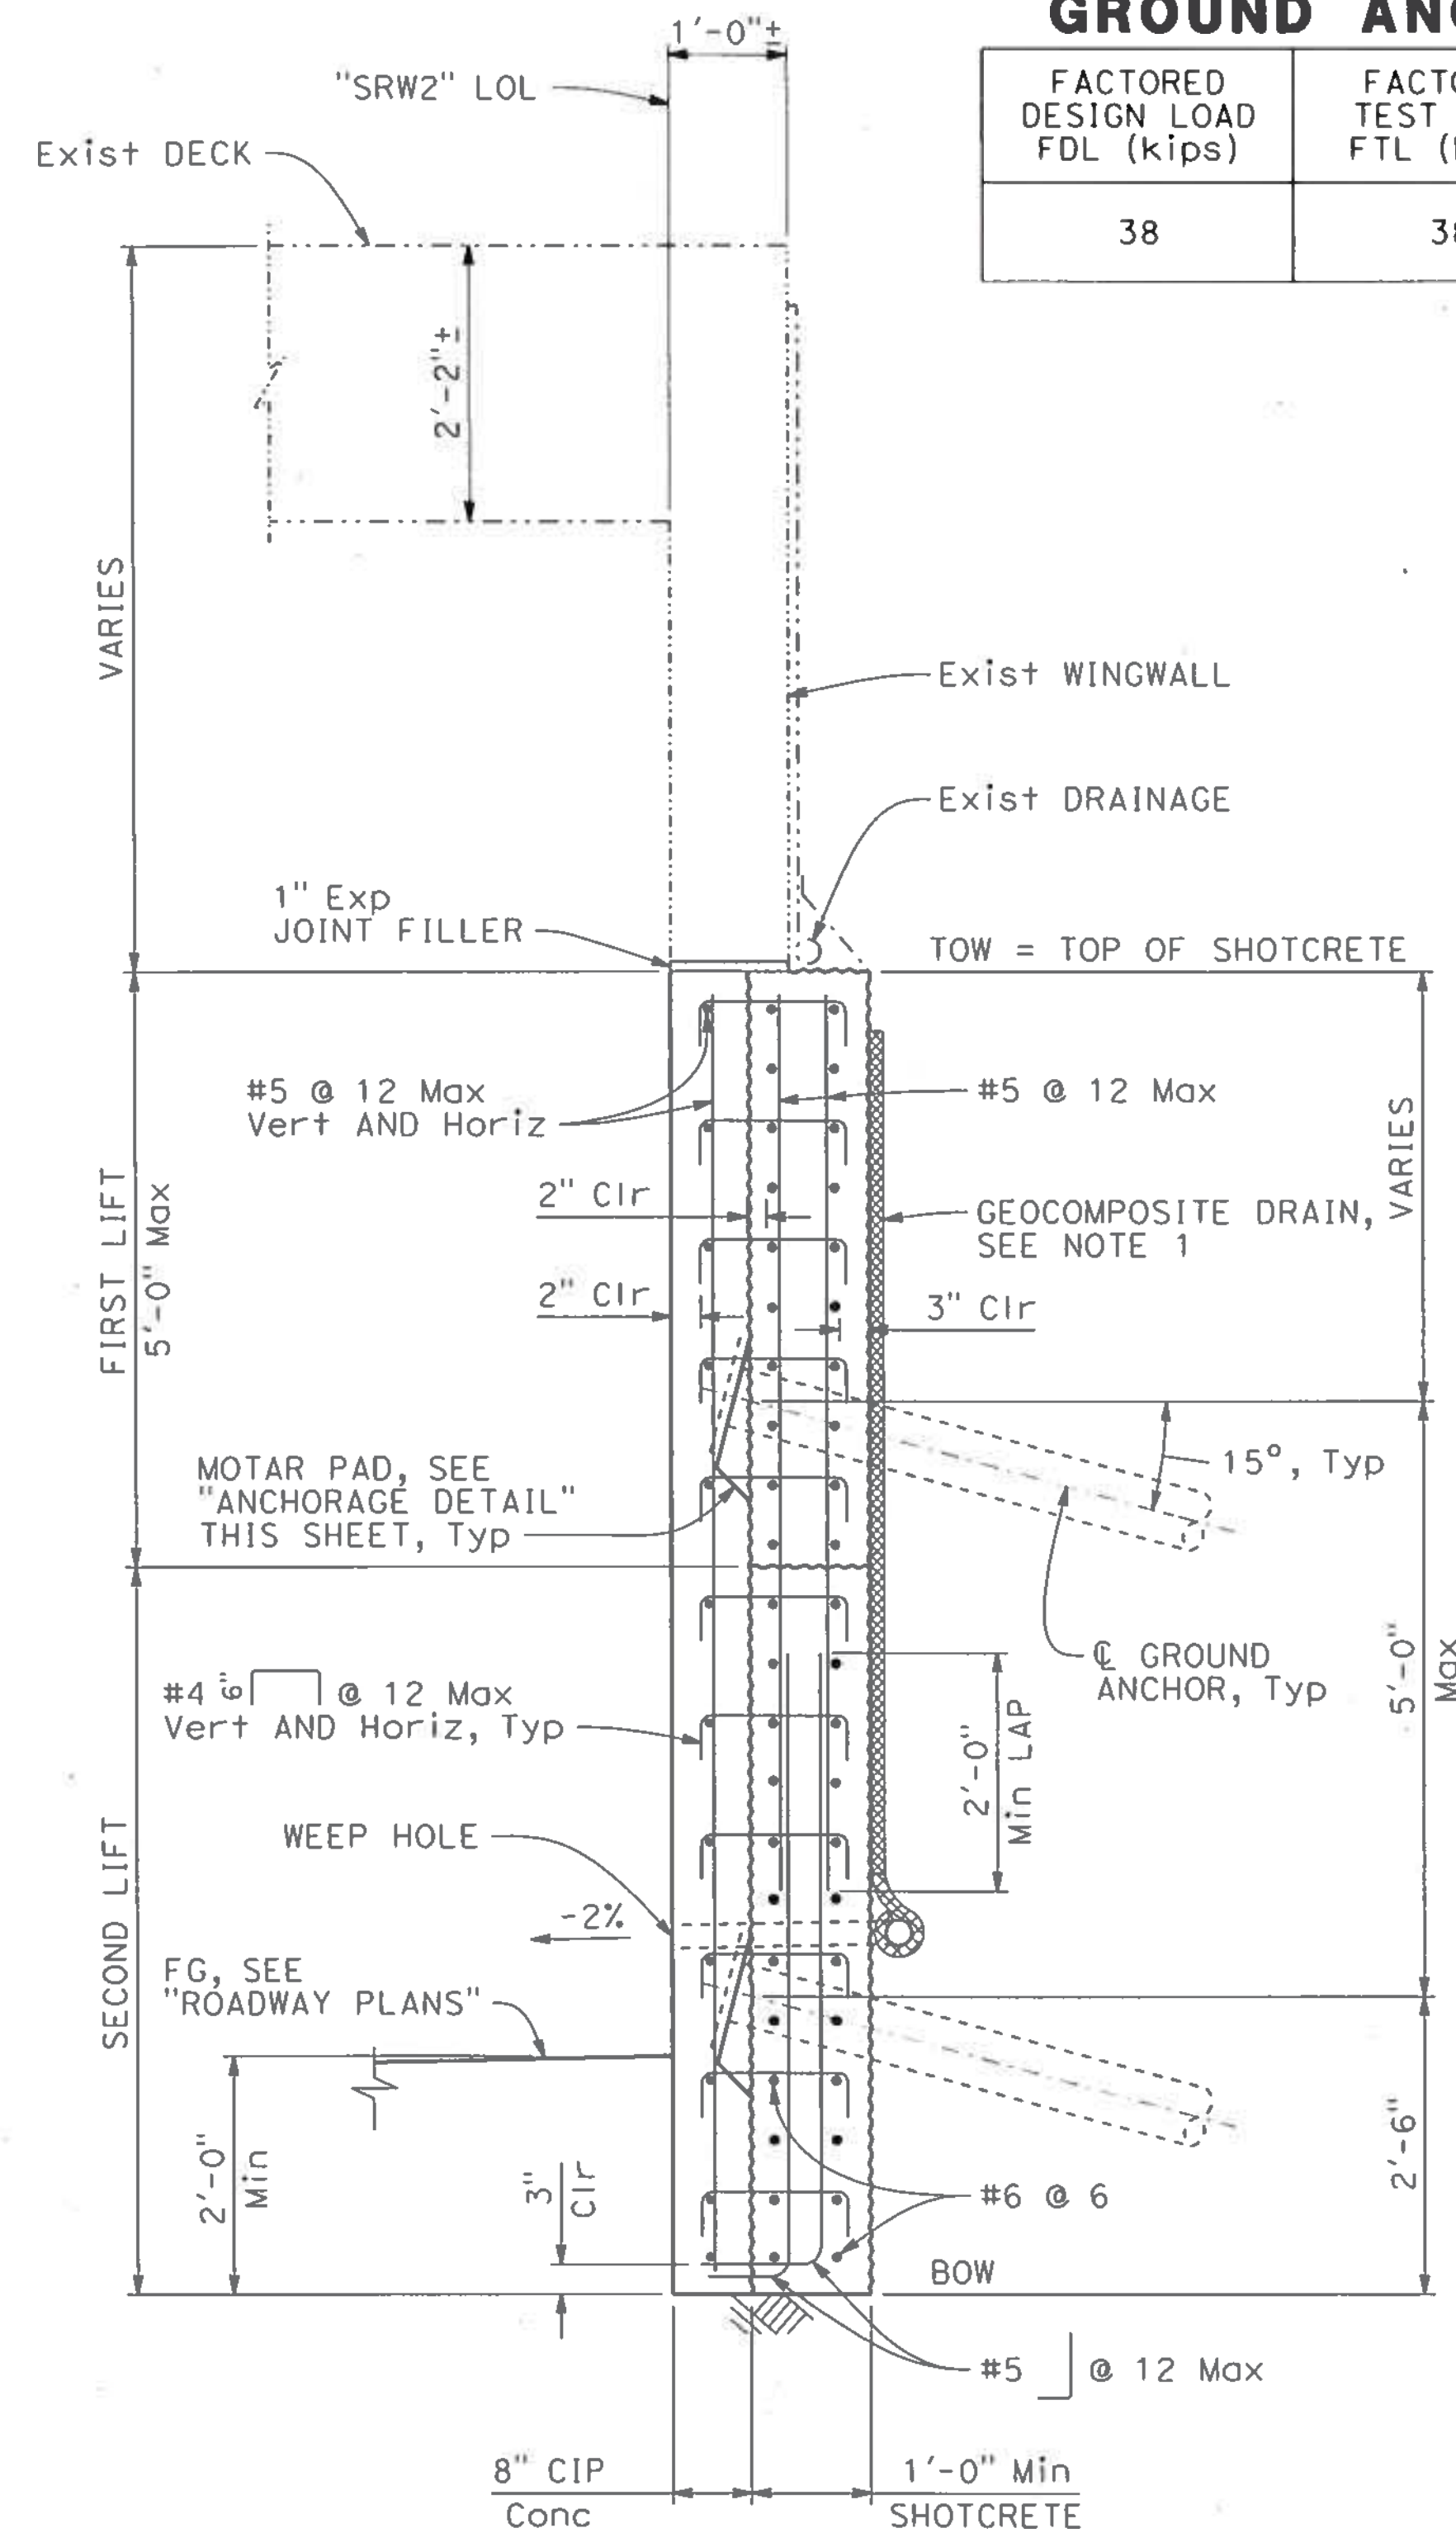 GROUND
FACTORED
DESIGN LOAD
FDL (kips)
38
1'-0"±
"SRW2" LOL
Exist DECK
2'-2"±
VARIES
Exist WINGWALL
Exist DRAINAGE
1" Exp
JOINT FILLER
TOW = TOP OF SHOTCRETE
#5 @ 12 Max
Vert AND Horiz
#5 @ 12 Max
VARIES
2" Clr
GEOCOMPOSITE DRAIN,
SEE NOTE 1
FIRST LIFT
5'-0" Max
2" Clr
3" Clr
MOTAR PAD, SEE
"ANCHORAGE DETAIL"
THIS SHEET, Typ
15°, Typ
℄ GROUND
ANCHOR, Typ
5'-0"
Max
#4 @ 12 Max
Vert AND Horiz, Typ
2'-0"
Min LAP
WEEP HOLE
SECOND LIFT
-2%
FG, SEE
"ROADWAY PLANS"
2'-0"
Min
3"
Clr
#6 @ 6
2'-6"
BOW
#5 @ 12 Max
8" CIP
Conc
1'-0" Min
SHOTCRETE